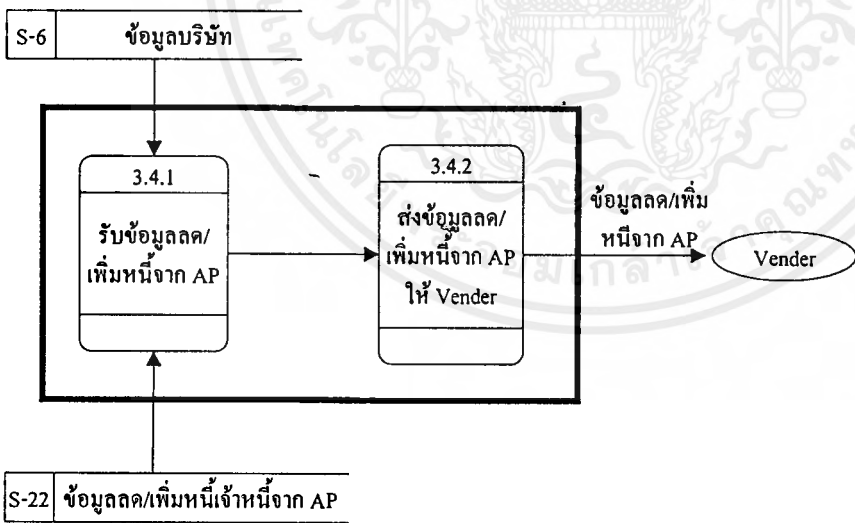 S-6 ข้อมูลบริษัท
3.4.1
รับข้อมูลลด/
เพิ่มหนี้จาก AP
3.4.2
ส่งข้อมูลลด/
เพิ่มหนี้จาก AP
ให้ Vender
ข้อมูลลด/เพิ่ม
หนี้จาก AP
Vender
S-22 ข้อมูลลด/เพิ่มหนี้เจ้าหนี้จาก AP